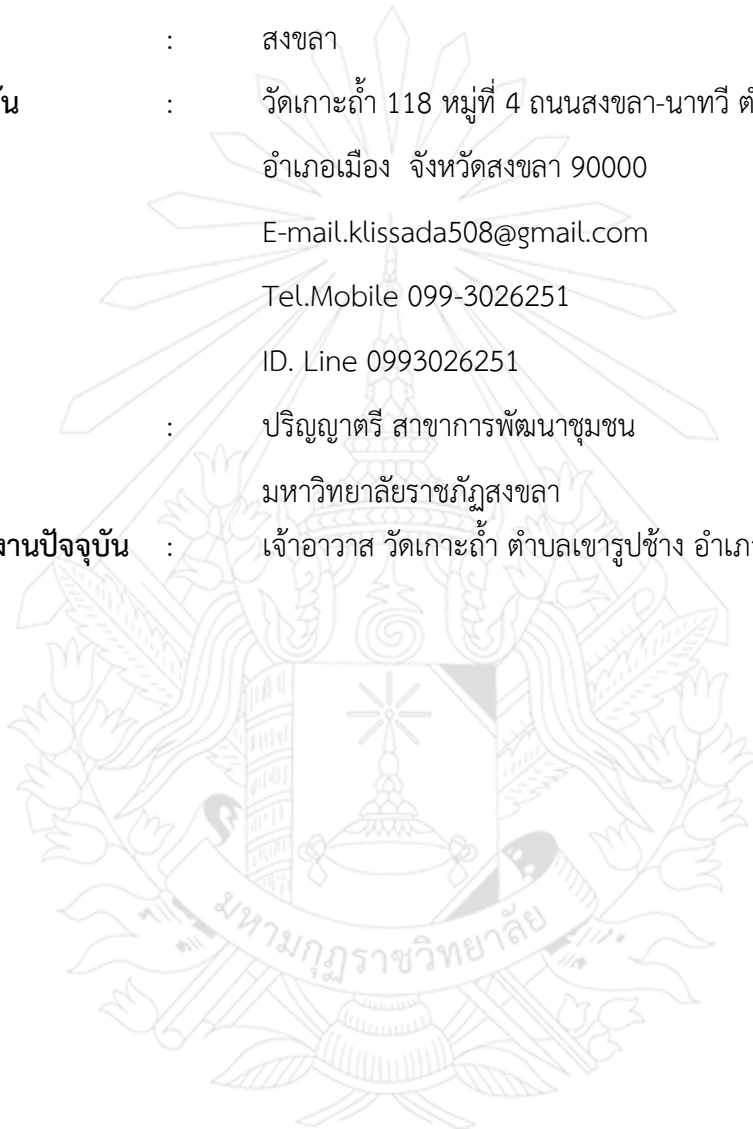 : สงขลา
: วัดเกาะถ้ำ 118 หมู่ที่ 4 ถนนสงขลา-นาทวี
อำเภอเมือง จังหวัดสงขลา 90000
E-mail.klissada508@gmail.com
Tel.Mobile 099-3026251
ID. Line 0993026251
: ปริญญาตรี สาขาการพัฒนาชุมชน
มหาวิทยาลัยราชภัฏสงขลา
งานปัจจุบัน : เจ้าอาวาส วัดเกาะถ้ำ ตำบลเขารูปช้าง
มหามกุฏราชวิทยาลัย